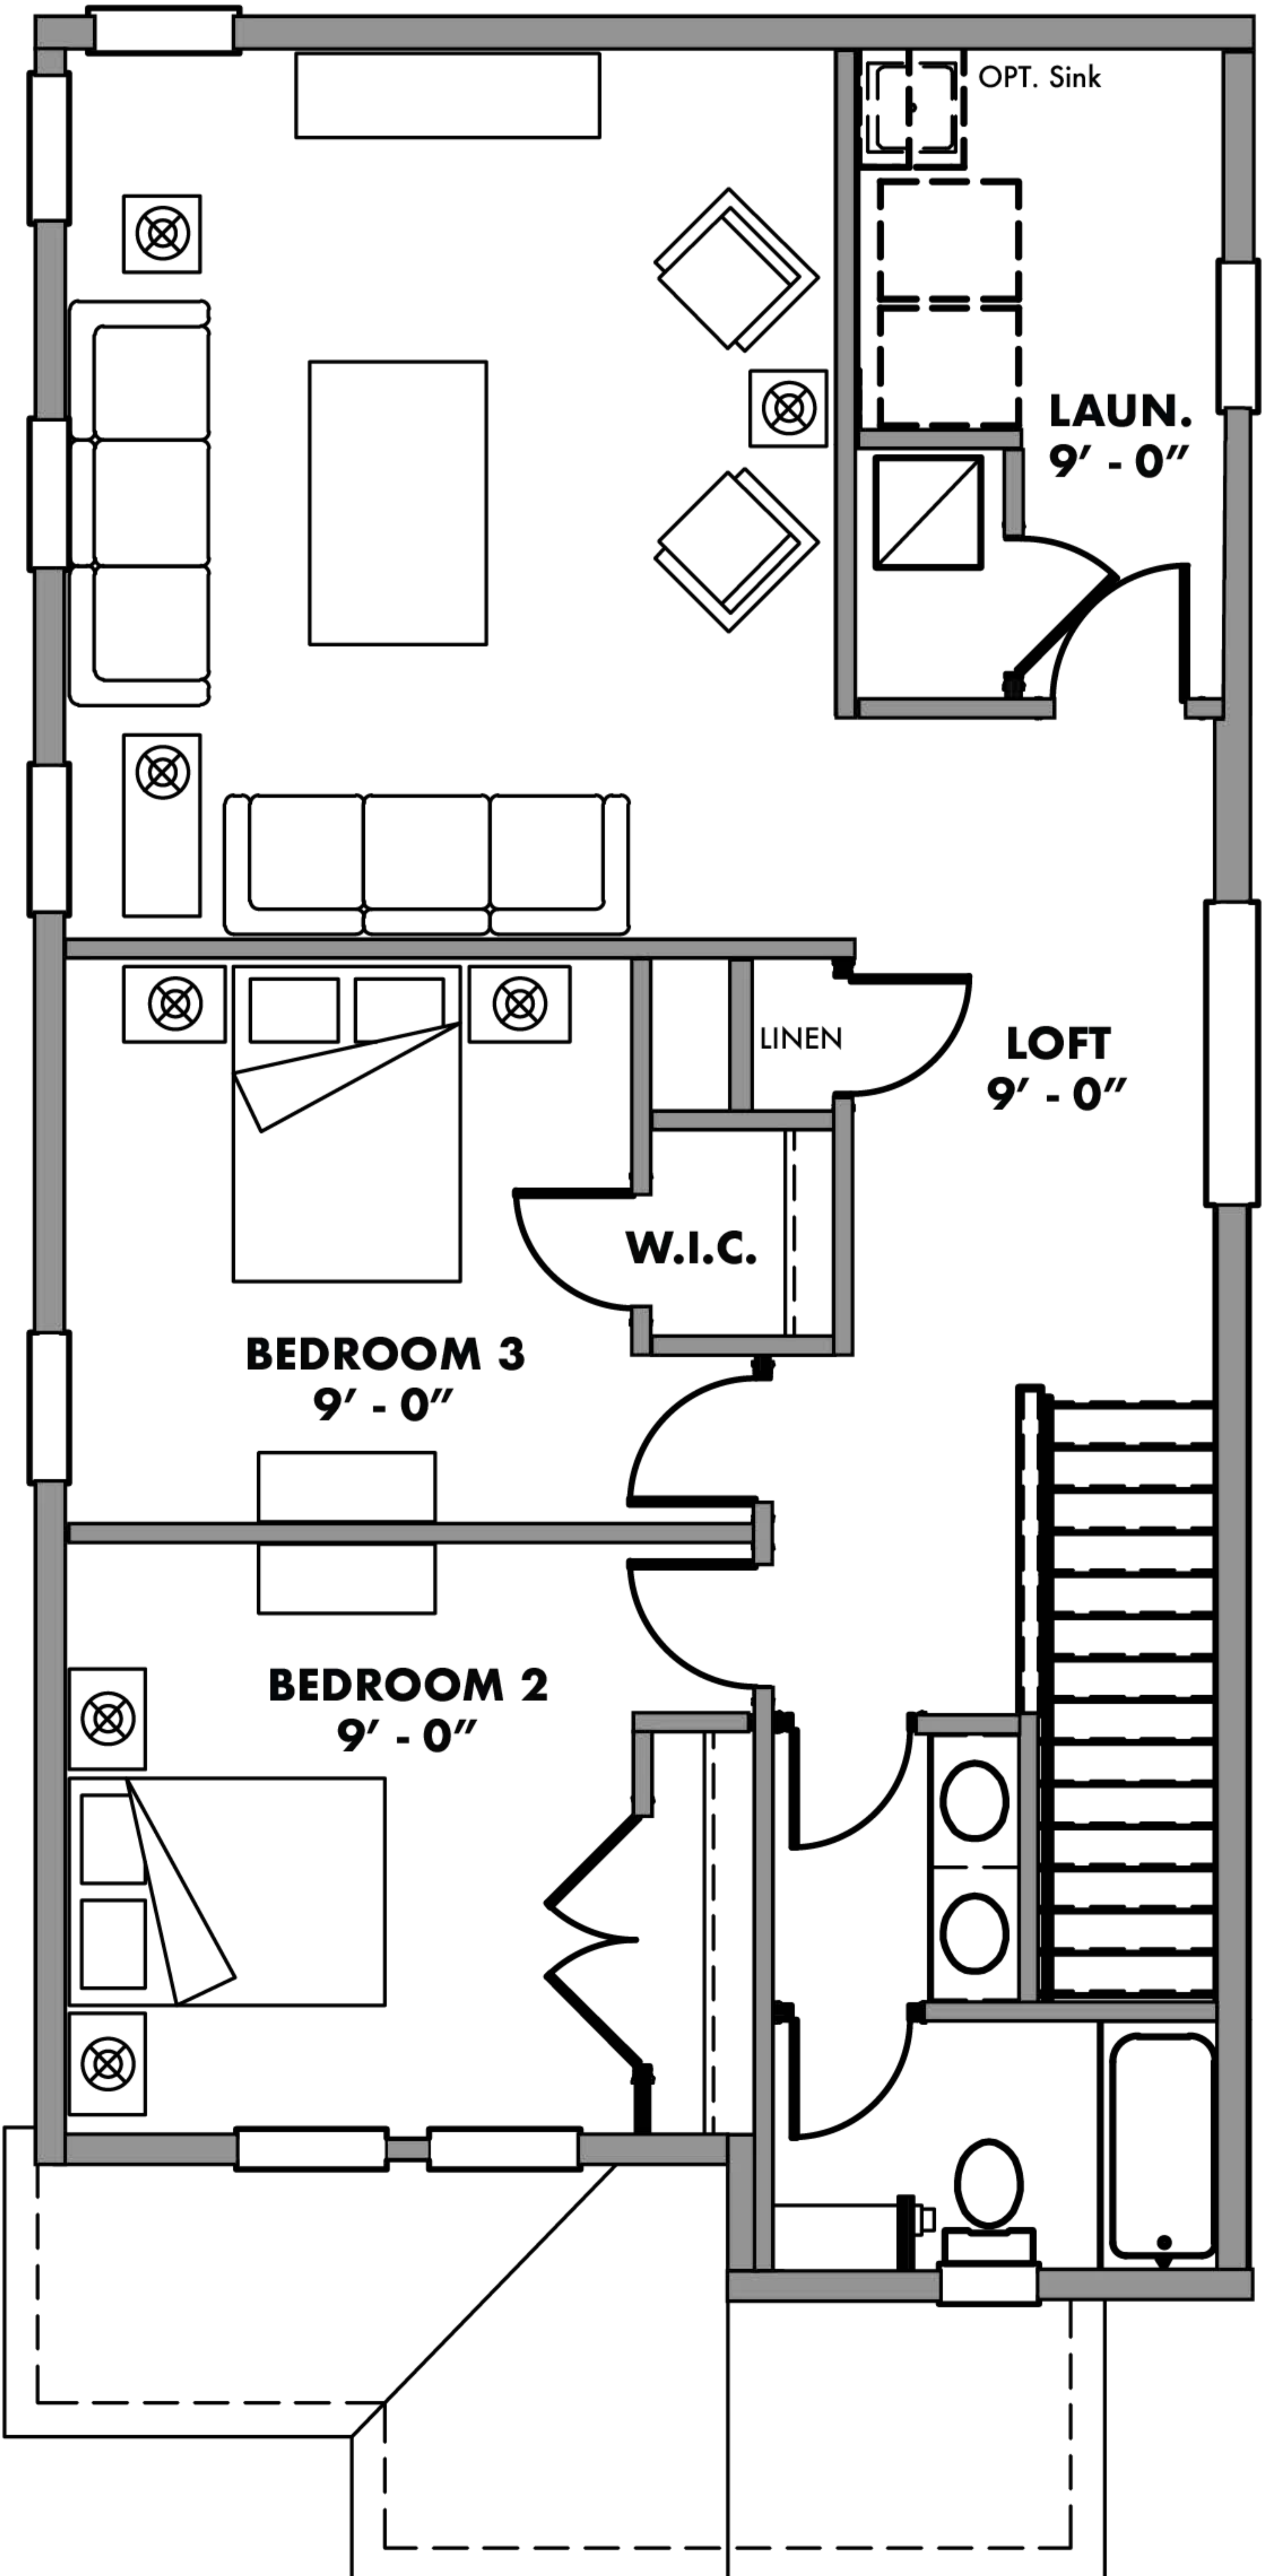 OPT. Sink
LAUN.
9′ - 0″
LINEN
LOFT
9′ - 0″
W.I.C.
BEDROOM 3
9′ - 0″
BEDROOM 2
9′ - 0″